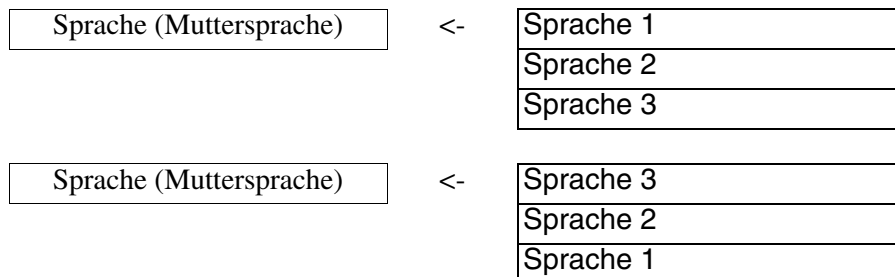 Sprache (Muttersprache) <- Sprache 1
Sprache 2
Sprache 3
Sprache (Muttersprache) <- Sprache 3
Sprache 2
Sprache 1